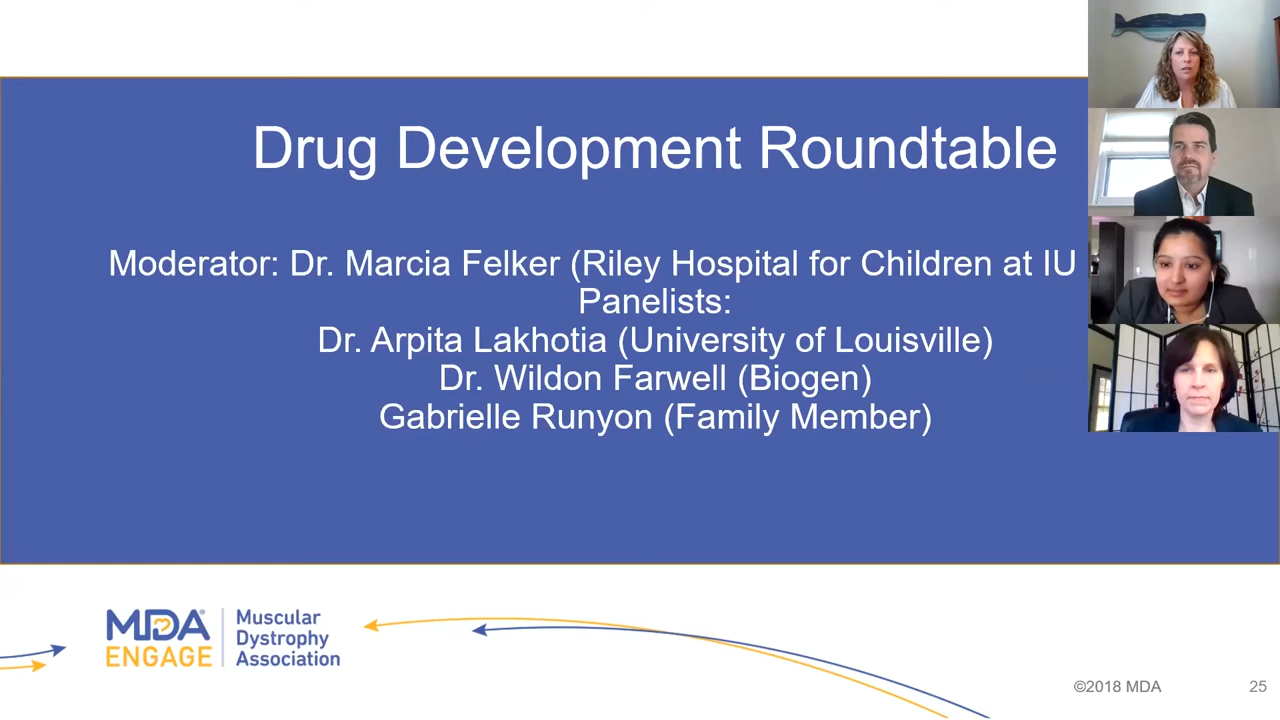 Drug Development Roundtable
Moderator: Dr. Marcia Felker (Riley Hospital for Children at IU
Panelists:
Dr. Arpita Lakhotia (University of Louisville)
Dr. Wildon Farwell (Biogen)
Gabrielle Runyon (Family Member)
MDA®
ENGAGE
Muscular
Dystrophy
Association
©2018 MDA
25